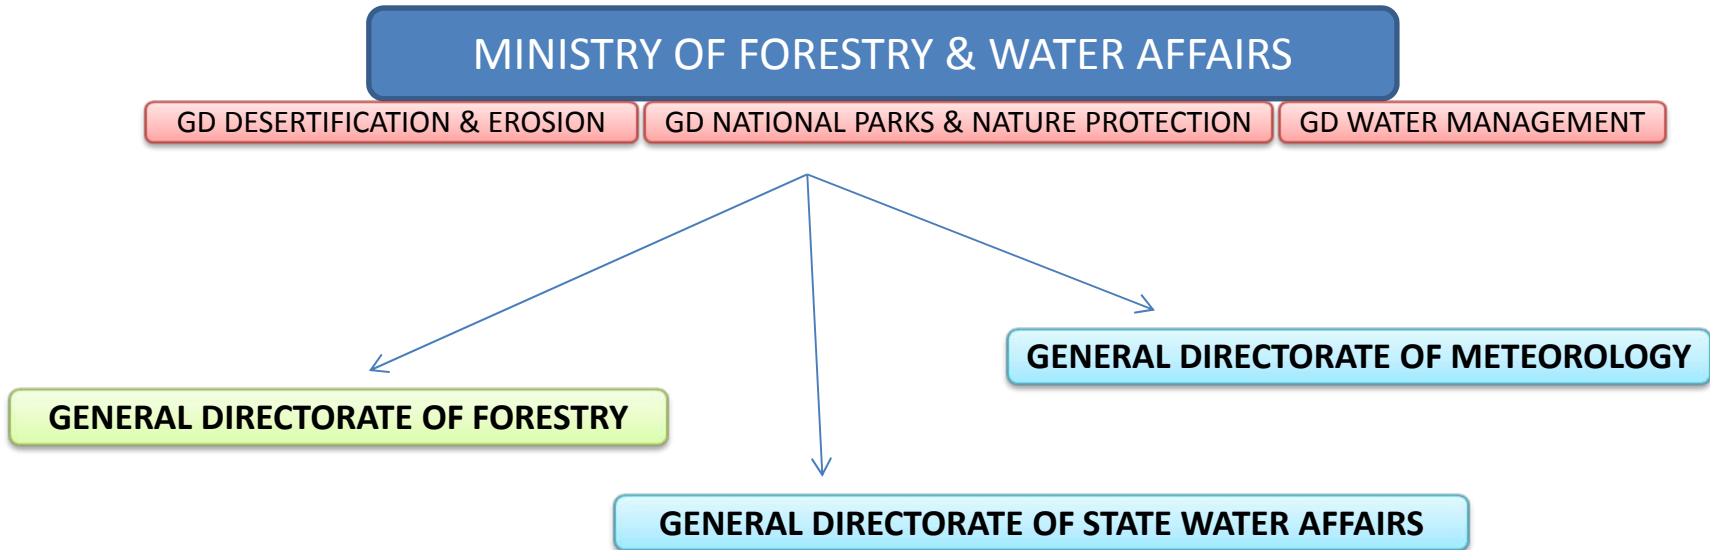 MINISTRY OF FORESTRY & WATER AFFAIRS
GD DESERTIFICATION & EROSION
GD NATIONAL PARKS & NATURE PROTECTION
GD WATER MANAGEMENT
GENERAL DIRECTORATE OF METEOROLOGY
GENERAL DIRECTORATE OF FORESTRY
GENERAL DIRECTORATE OF STATE WATER AFFAIRS